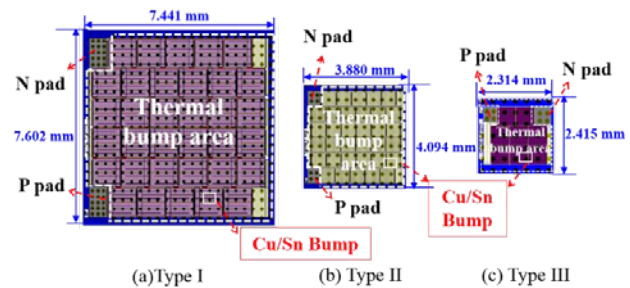 7.441 mm
N pad
7.602 mm
Thermal
bump area
P pad
Cu/Sn Bump
(a)Type I
N pad
3.880 mm
Thermal
bump
area
4.094 mm
P pad
(b) Type II
Cu/Sn
Bump
P pad
N pad
2.314 mm
Thermal
bump area
2.415 mm
(c) Type III